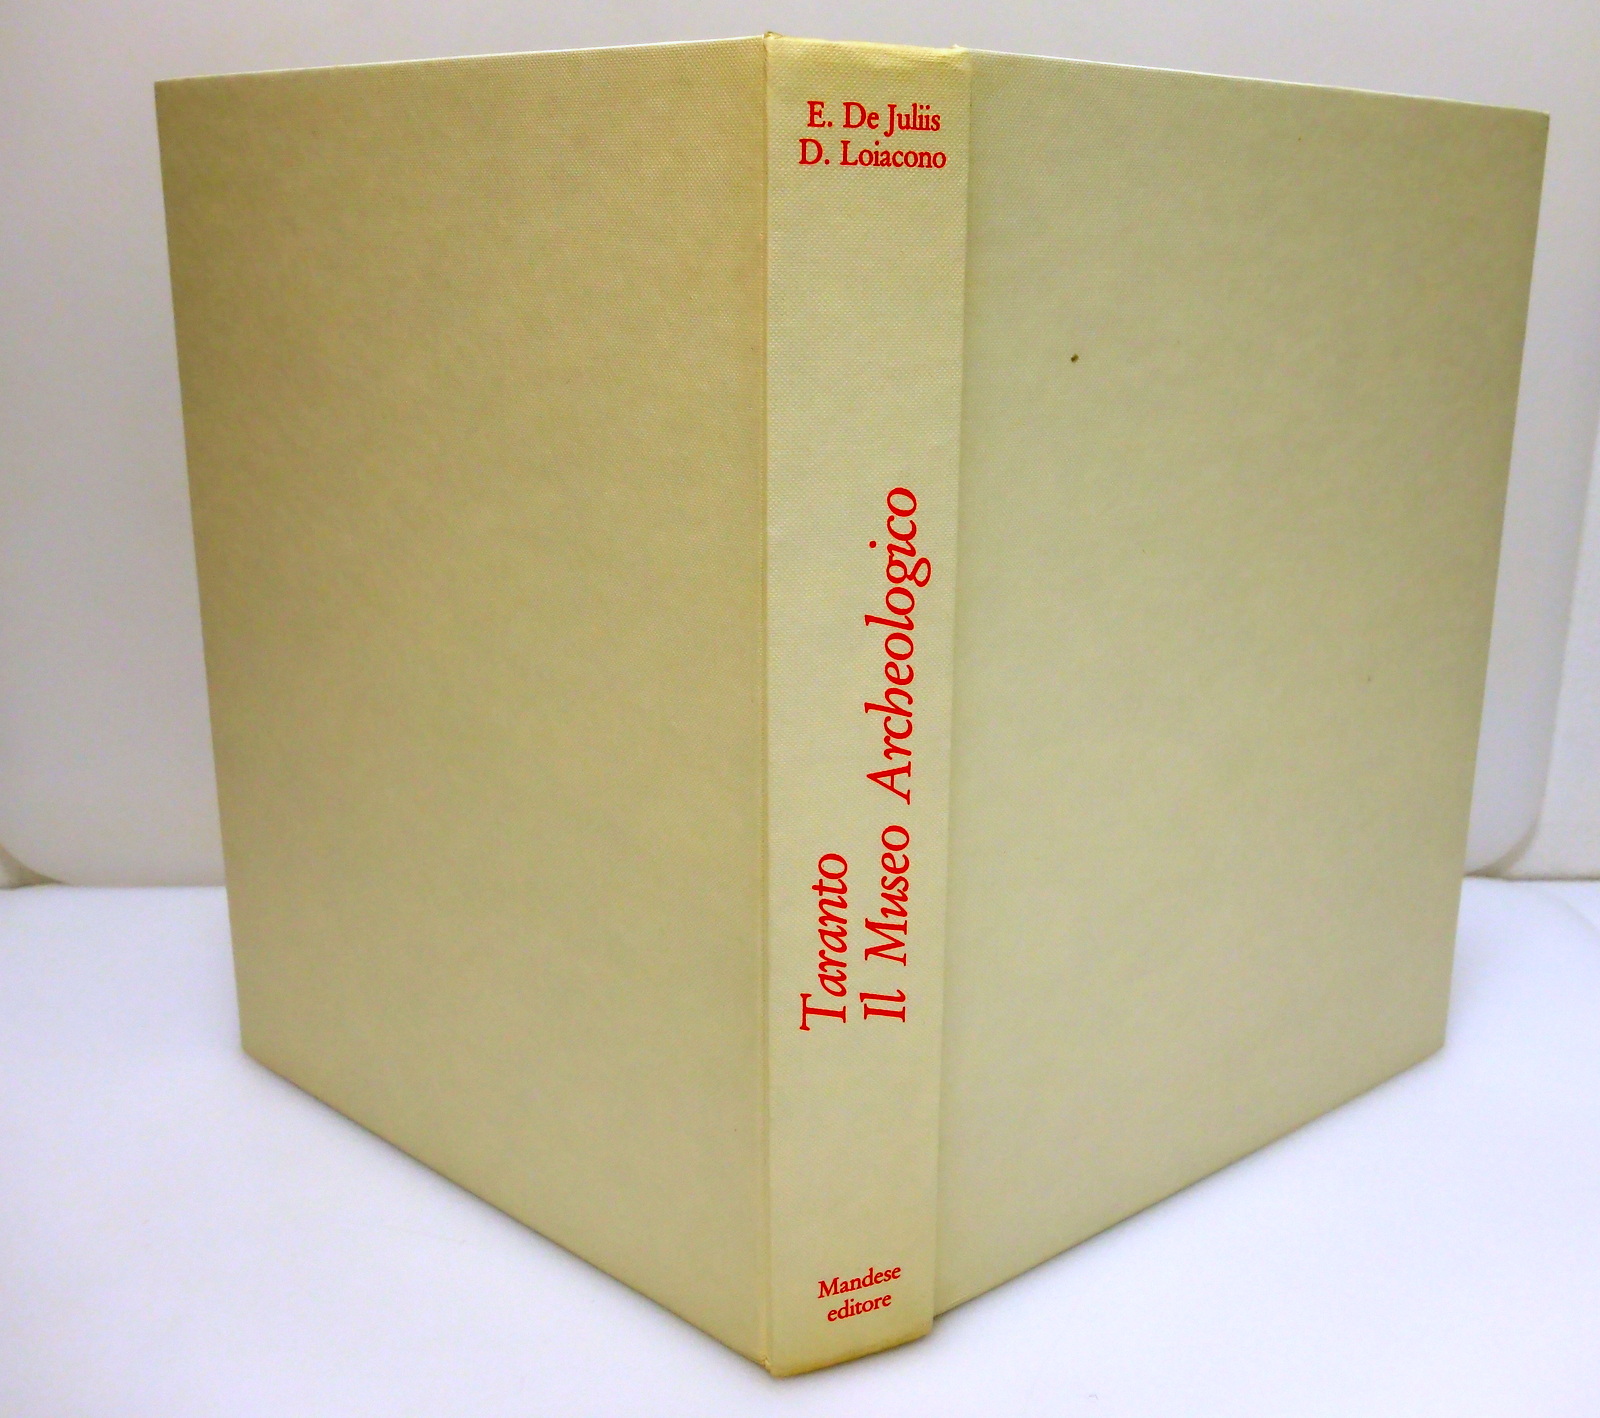 E. De Juliis
D. Loiacono
Taranto
Il Museo Archeologico
Mandese
editore